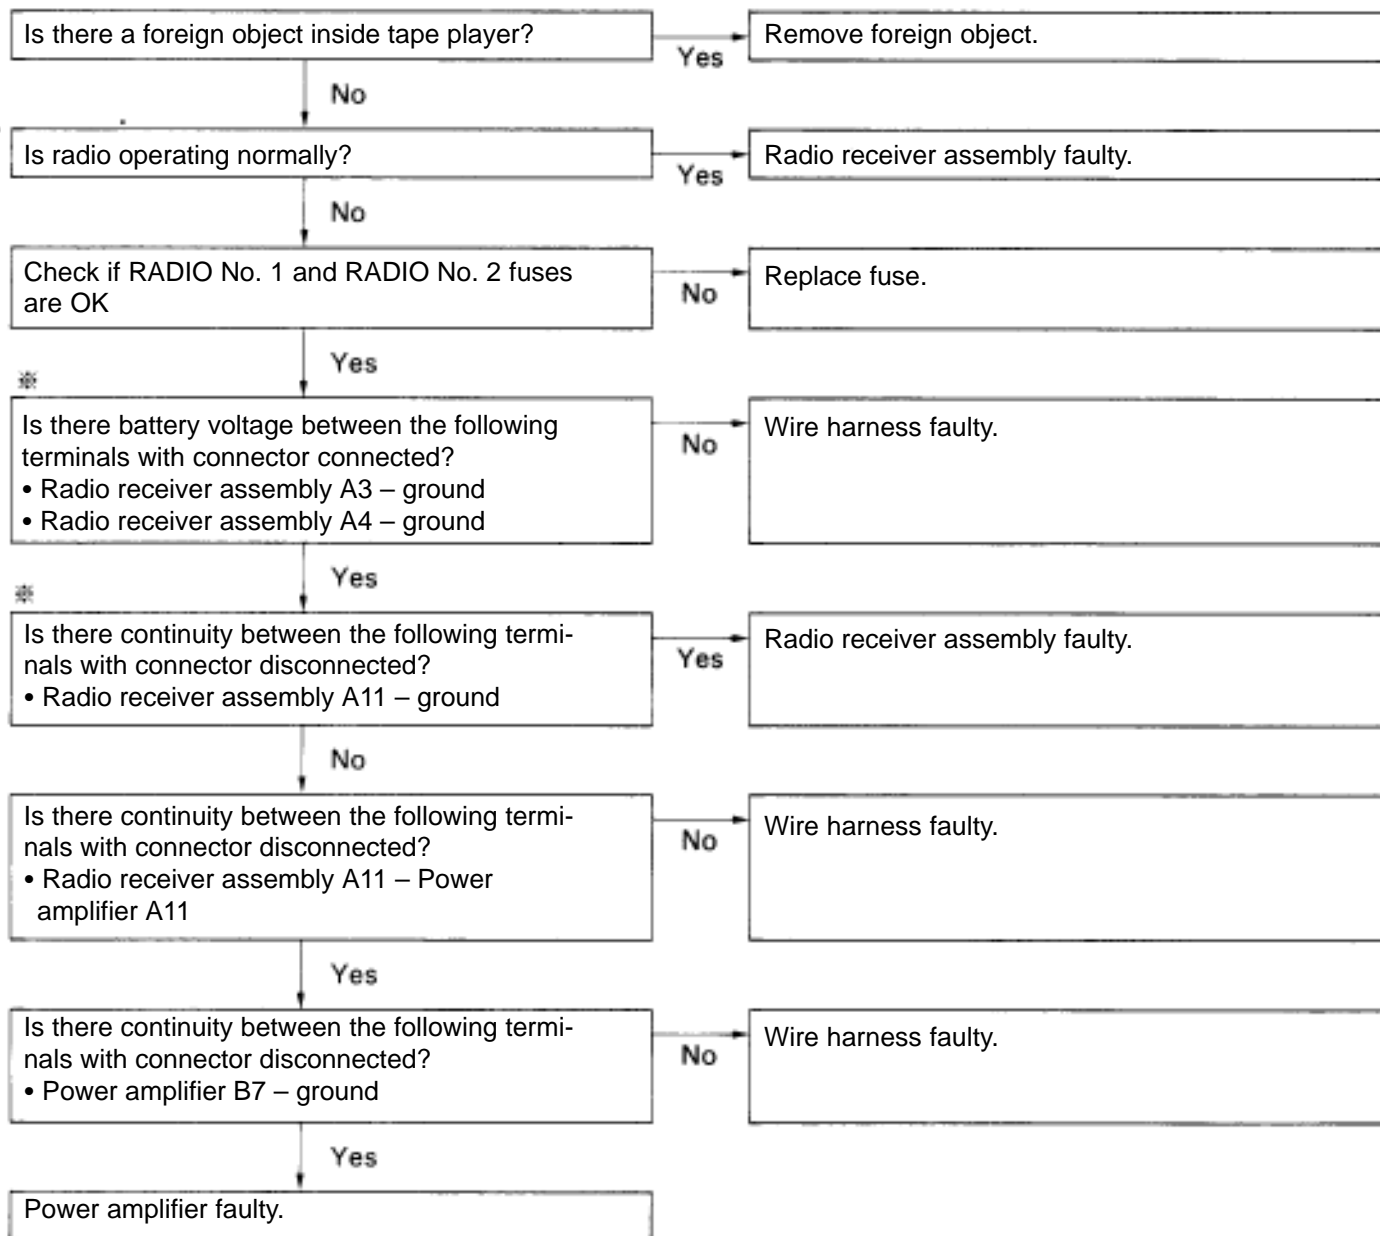 Is there a foreign object inside tape player?
Yes
Remove foreign object.
No
Is radio operating normally?
Yes
Radio receiver assembly faulty.
No
Check if RADIO No. 1 and RADIO No. 2 fuses
are OK
No
Replace fuse.
Yes
※
Is there battery voltage between the following
terminals with connector connected?
• Radio receiver assembly A3 – ground
• Radio receiver assembly A4 – ground
No
Wire harness faulty.
Yes
※
Is there continuity between the following termi-
nals with connector disconnected?
• Radio receiver assembly A11 – ground
Yes
Radio receiver assembly faulty.
No
Is there continuity between the following termi-
nals with connector disconnected?
• Radio receiver assembly A11 – Power
amplifier A11
No
Wire harness faulty.
Yes
Is there continuity between the following termi-
nals with connector disconnected?
• Power amplifier B7 – ground
No
Wire harness faulty.
Yes
Power amplifier faulty.